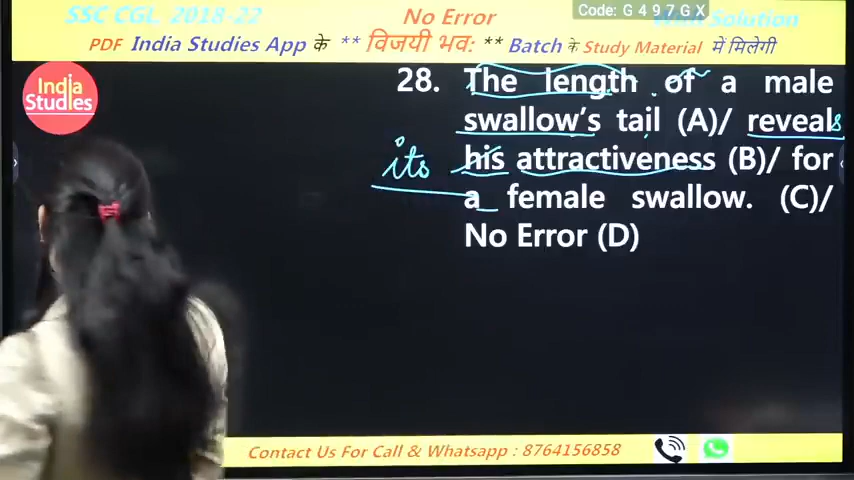 SSC CGL 2018-22
No Error
Code: G 4 9 7 G X
Solution
PDF India Studies App के ** विजयी भव: ** Batch के Study Material में मिलेगी
India
Studies
28. The length of a male
swallow's tail (A)/ reveals
its his attractiveness (B)/ for
a female swallow. (C)/
No Error (D)
Contact Us For Call & Whatsapp : 8764156858